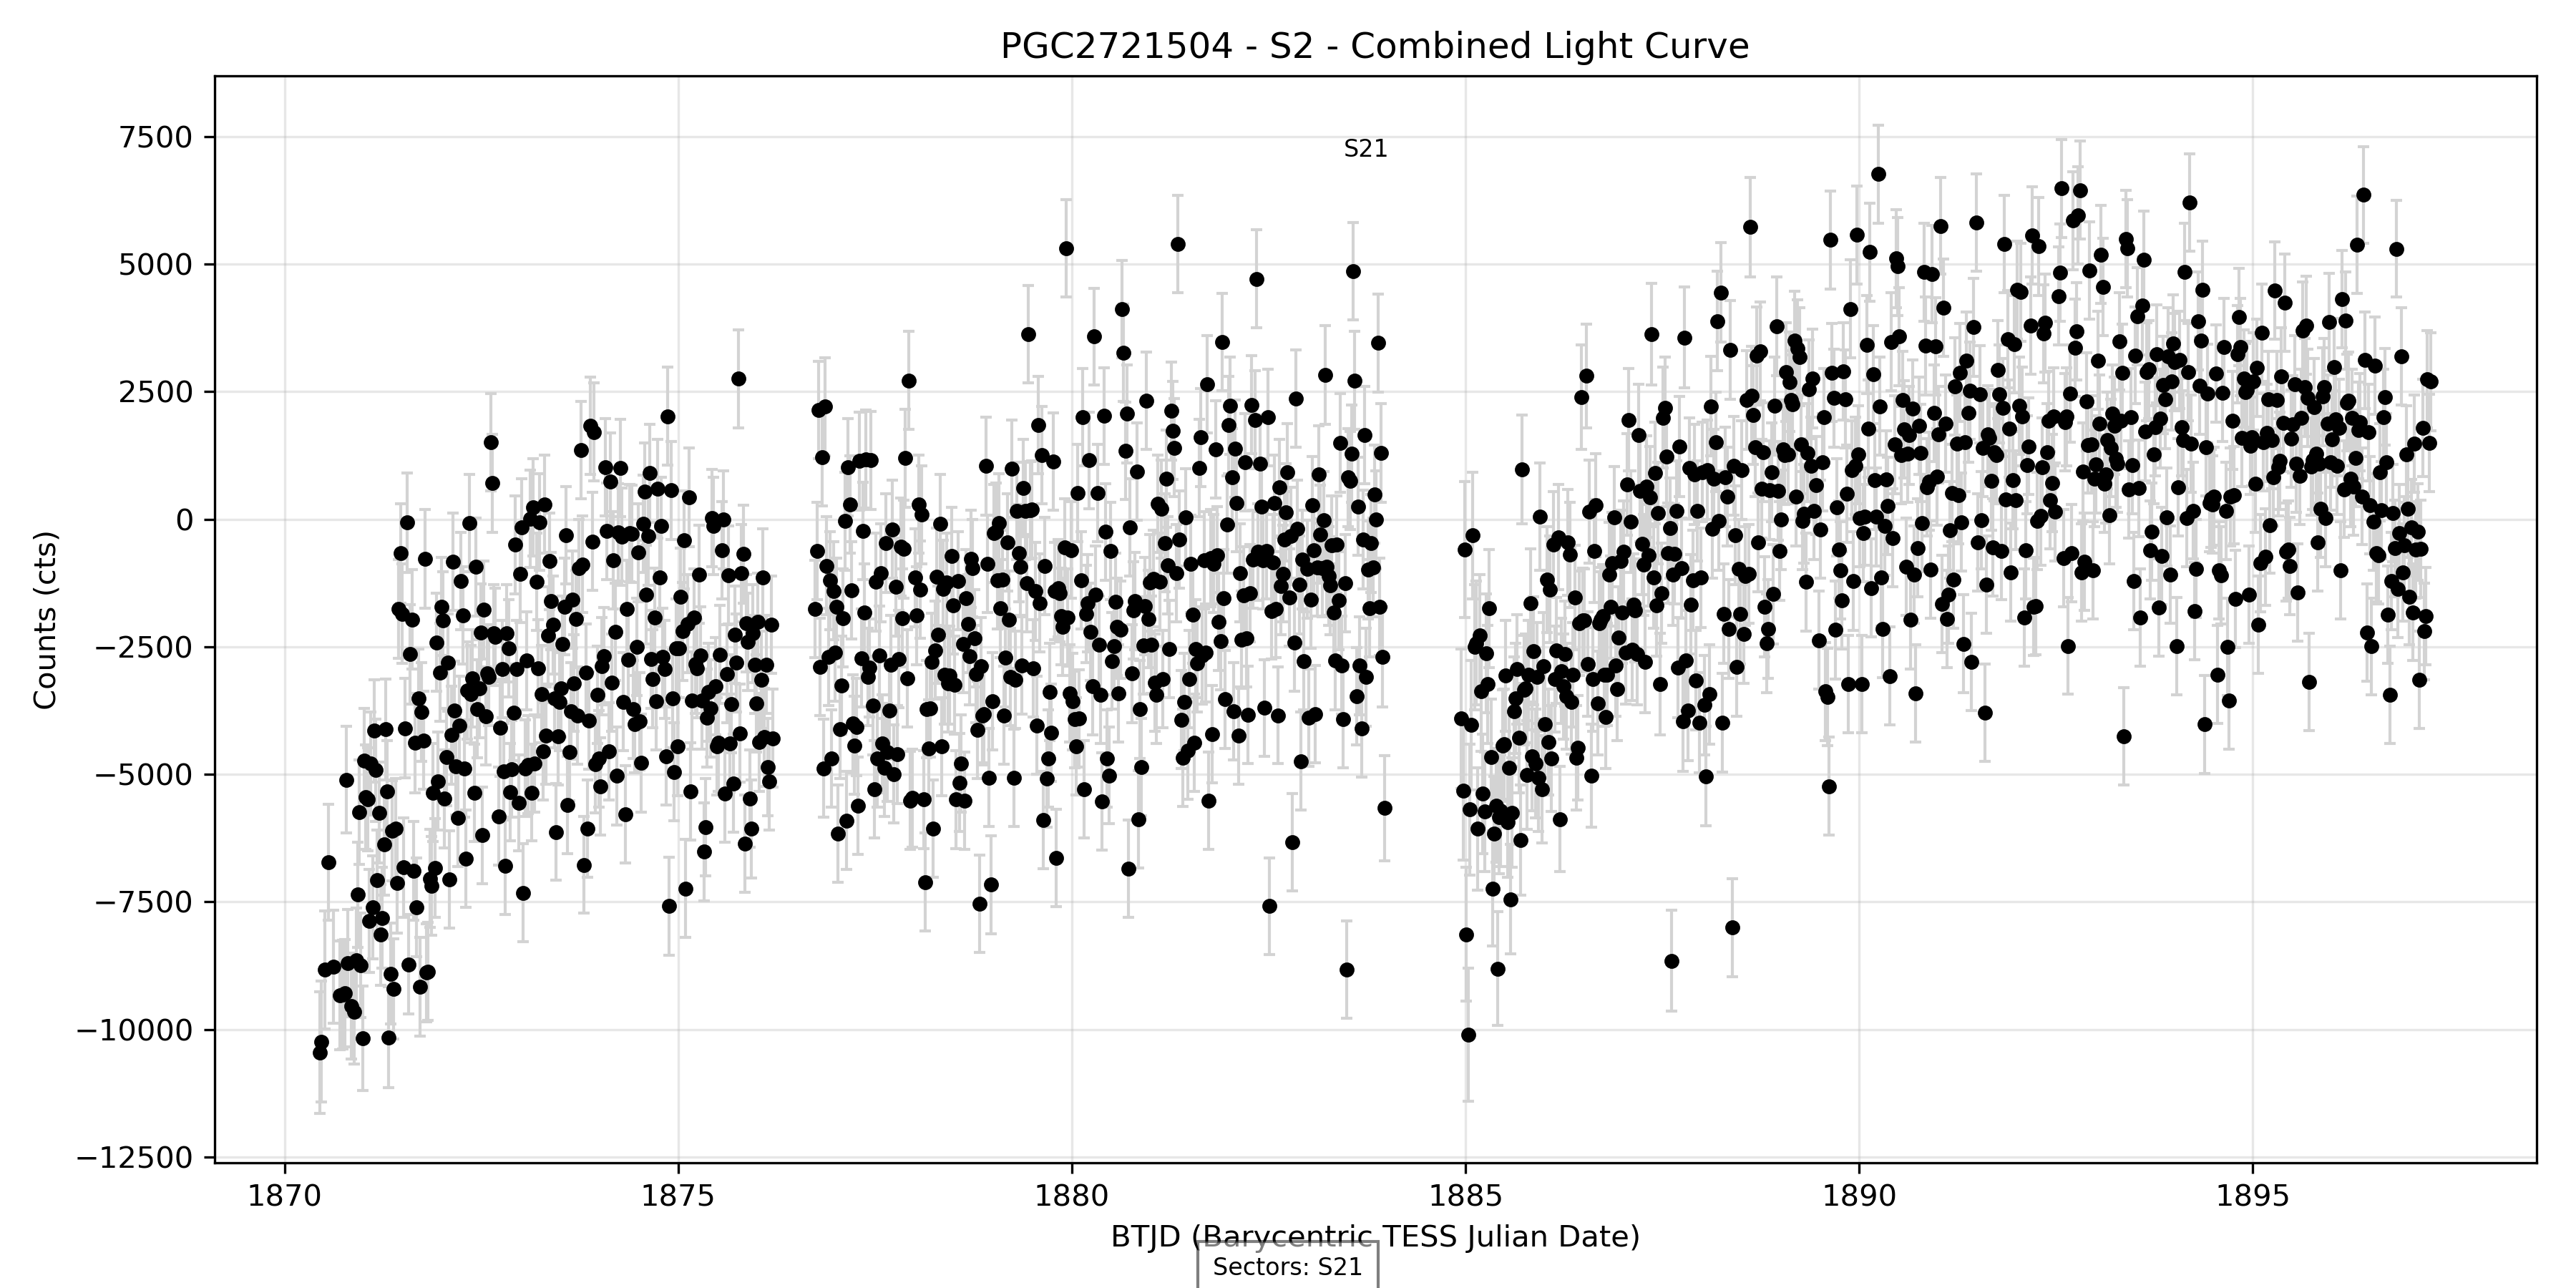 PGC2721504 - S2 - Combined Light Curve
Counts (cts)
7500
5000
2500
0
−2500
−5000
−7500
−10000
−12500
S21
1870 1875 1880 1885 1890 1895
BTJD (Barycentric TESS Julian Date)
Sectors: S21